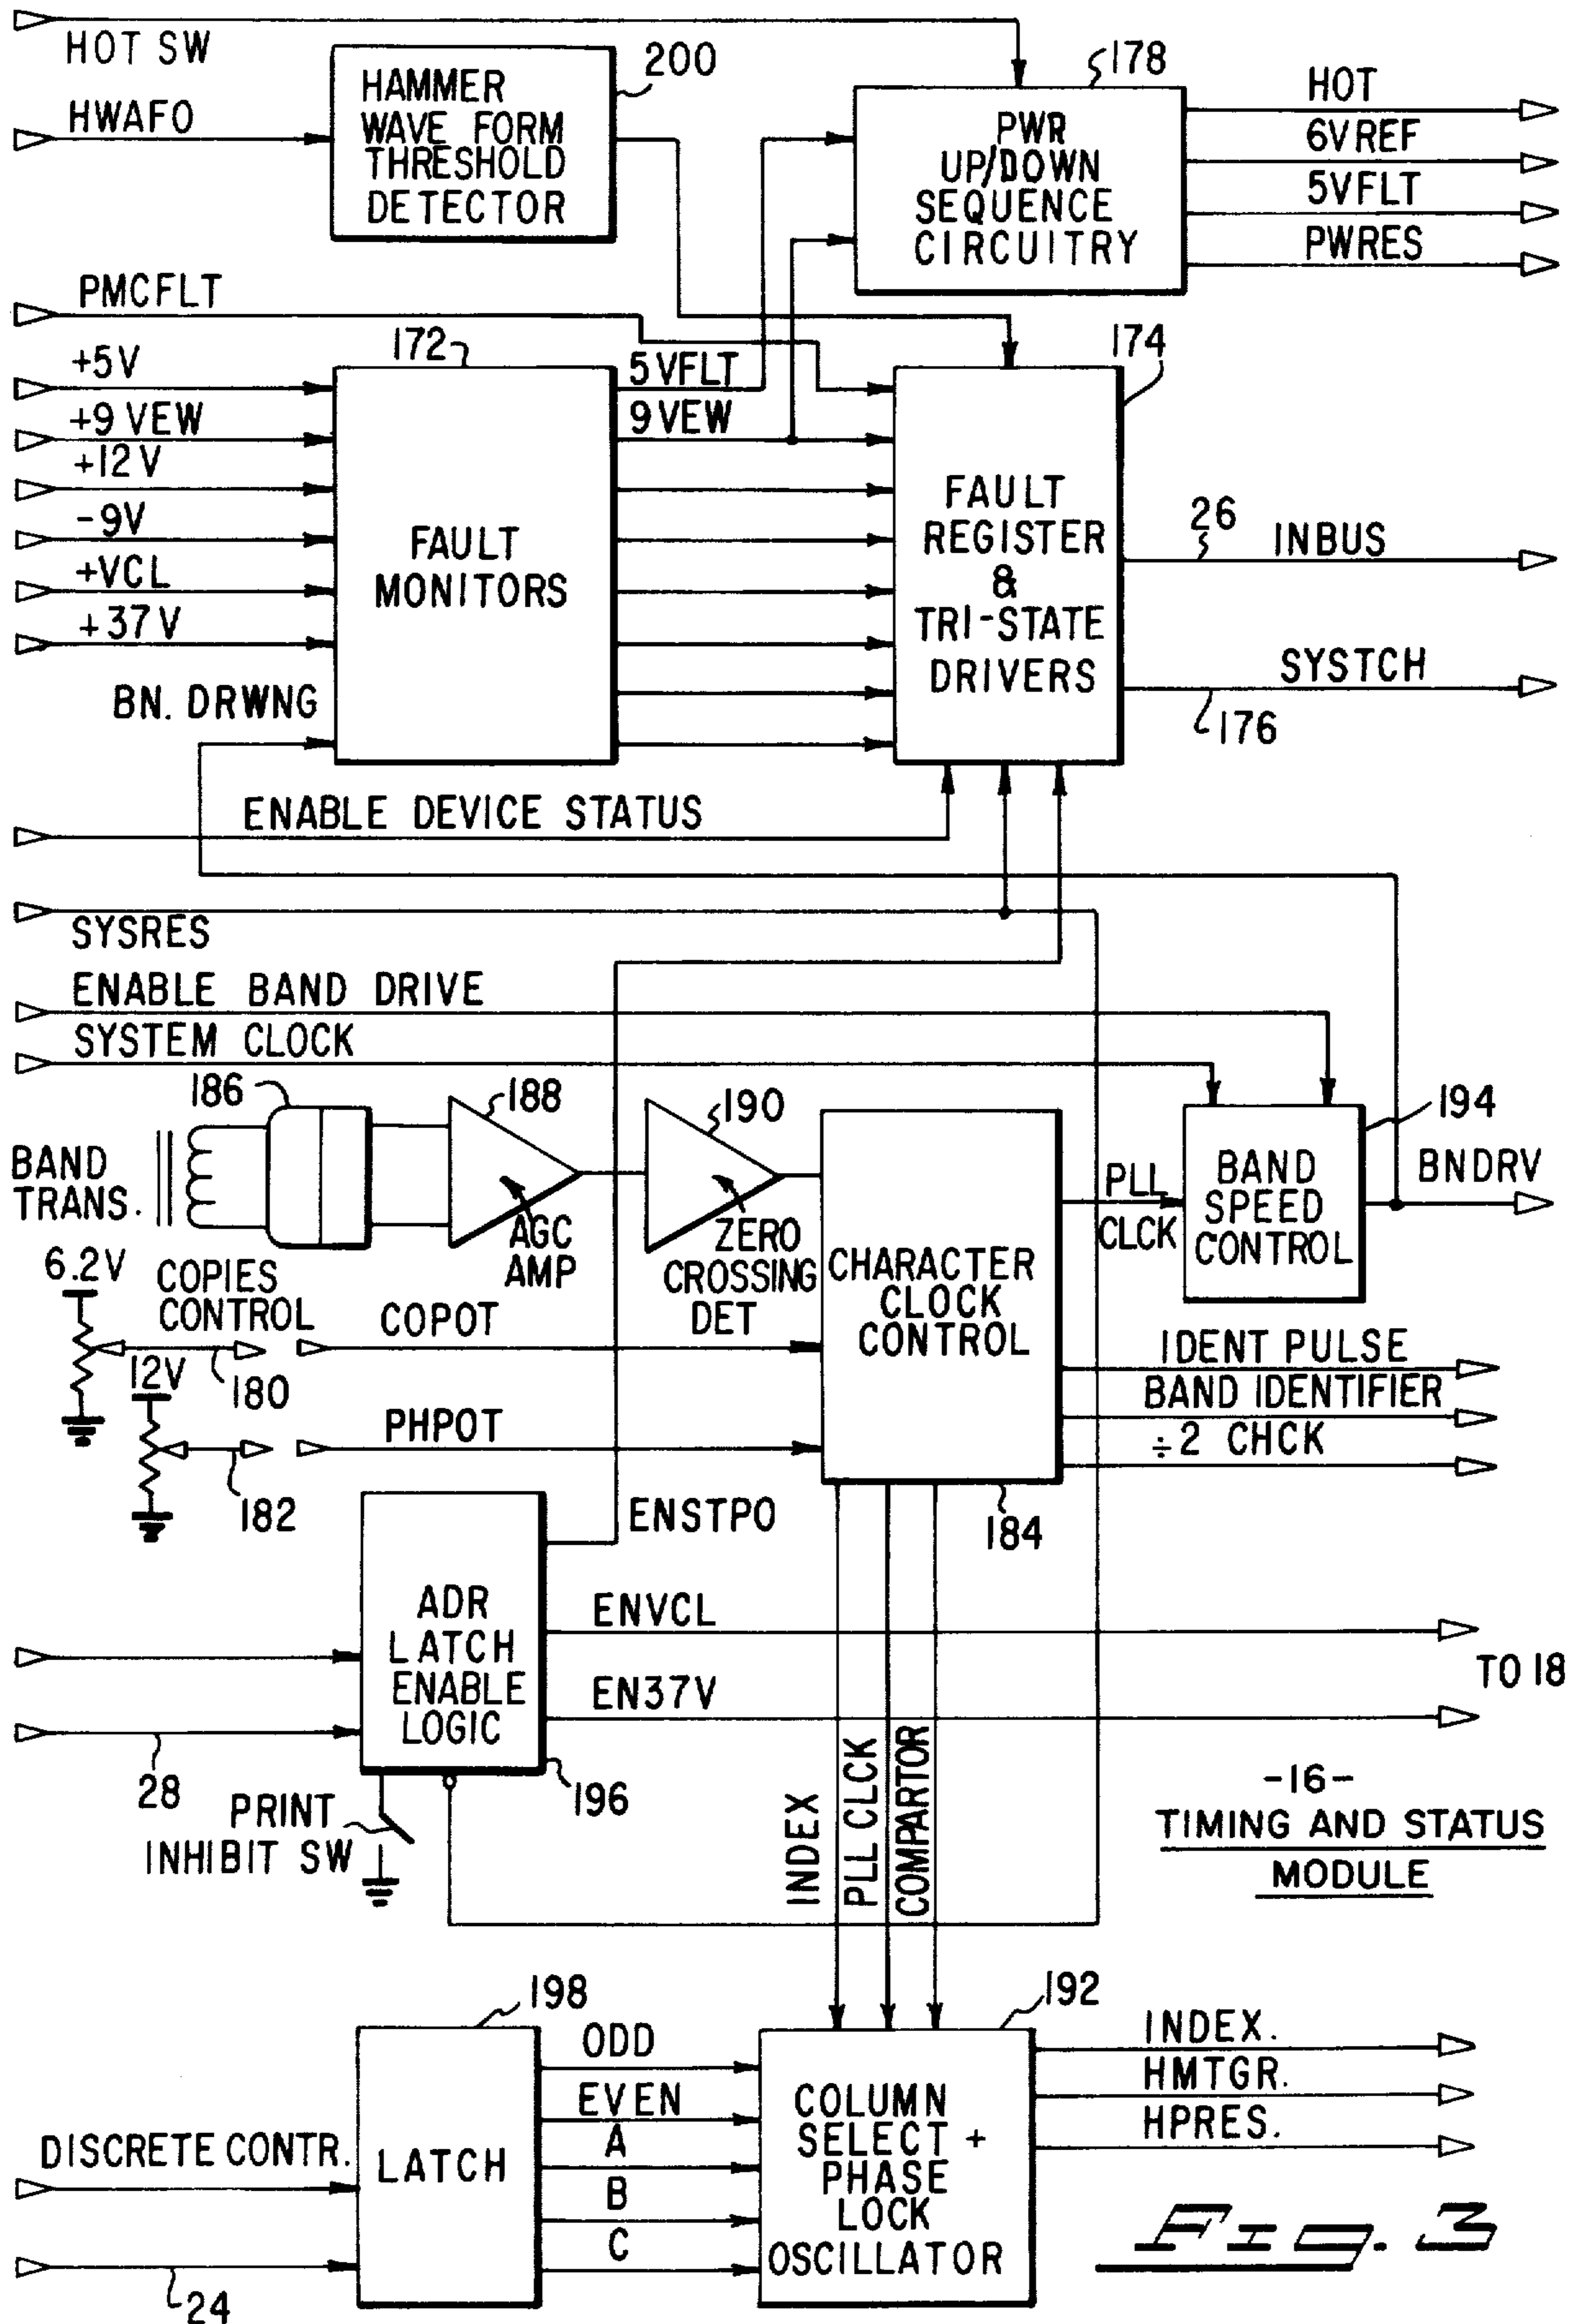 HOT SW
HWAFO
HAMMER
WAVE FORM
THRESHOLD
DETECTOR
200
178
PWR
UP/DOWN
SEQUENCE
CIRCUITRY
HOT
6VREF
5VFLT
PWRES
PMCFLT
+5V
+9VEW
+12V
-9V
+VCL
+37V
BN. DRWNG
172
FAULT
MONITORS
5VFLT
9VEW
174
FAULT
REGISTER
&
TRI-STATE
DRIVERS
26
INBUS
SYSTCH
176
ENABLE DEVICE STATUS
SYSRES
ENABLE BAND DRIVE
SYSTEM CLOCK
186
188
190
194
BAND
TRANS.
AGC
AMP
ZERO
CROSSING
DET
CHARACTER
CLOCK
CONTROL
PLL
CLCK
BAND
SPEED
CONTROL
BNDRV
6.2V
COPIES
CONTROL
COPOT
180
12V
PHPOT
182
IDENT PULSE
BAND IDENTIFIER
÷2 CHCK
184
ENSTPO
ADR
LATCH
ENABLE
LOGIC
ENVCL
EN37V
TO 18
28
196
PRINT
INHIBIT SW
INDEX
PLL CLCK
COMPARTOR
-16-
TIMING AND STATUS
MODULE
198
192
DISCRETE CONTR.
24
LATCH
ODD
EVEN
A
B
C
COLUMN
SELECT +
PHASE
LOCK
OSCILLATOR
INDEX.
HMTGR.
HPRES.
FIG. 3